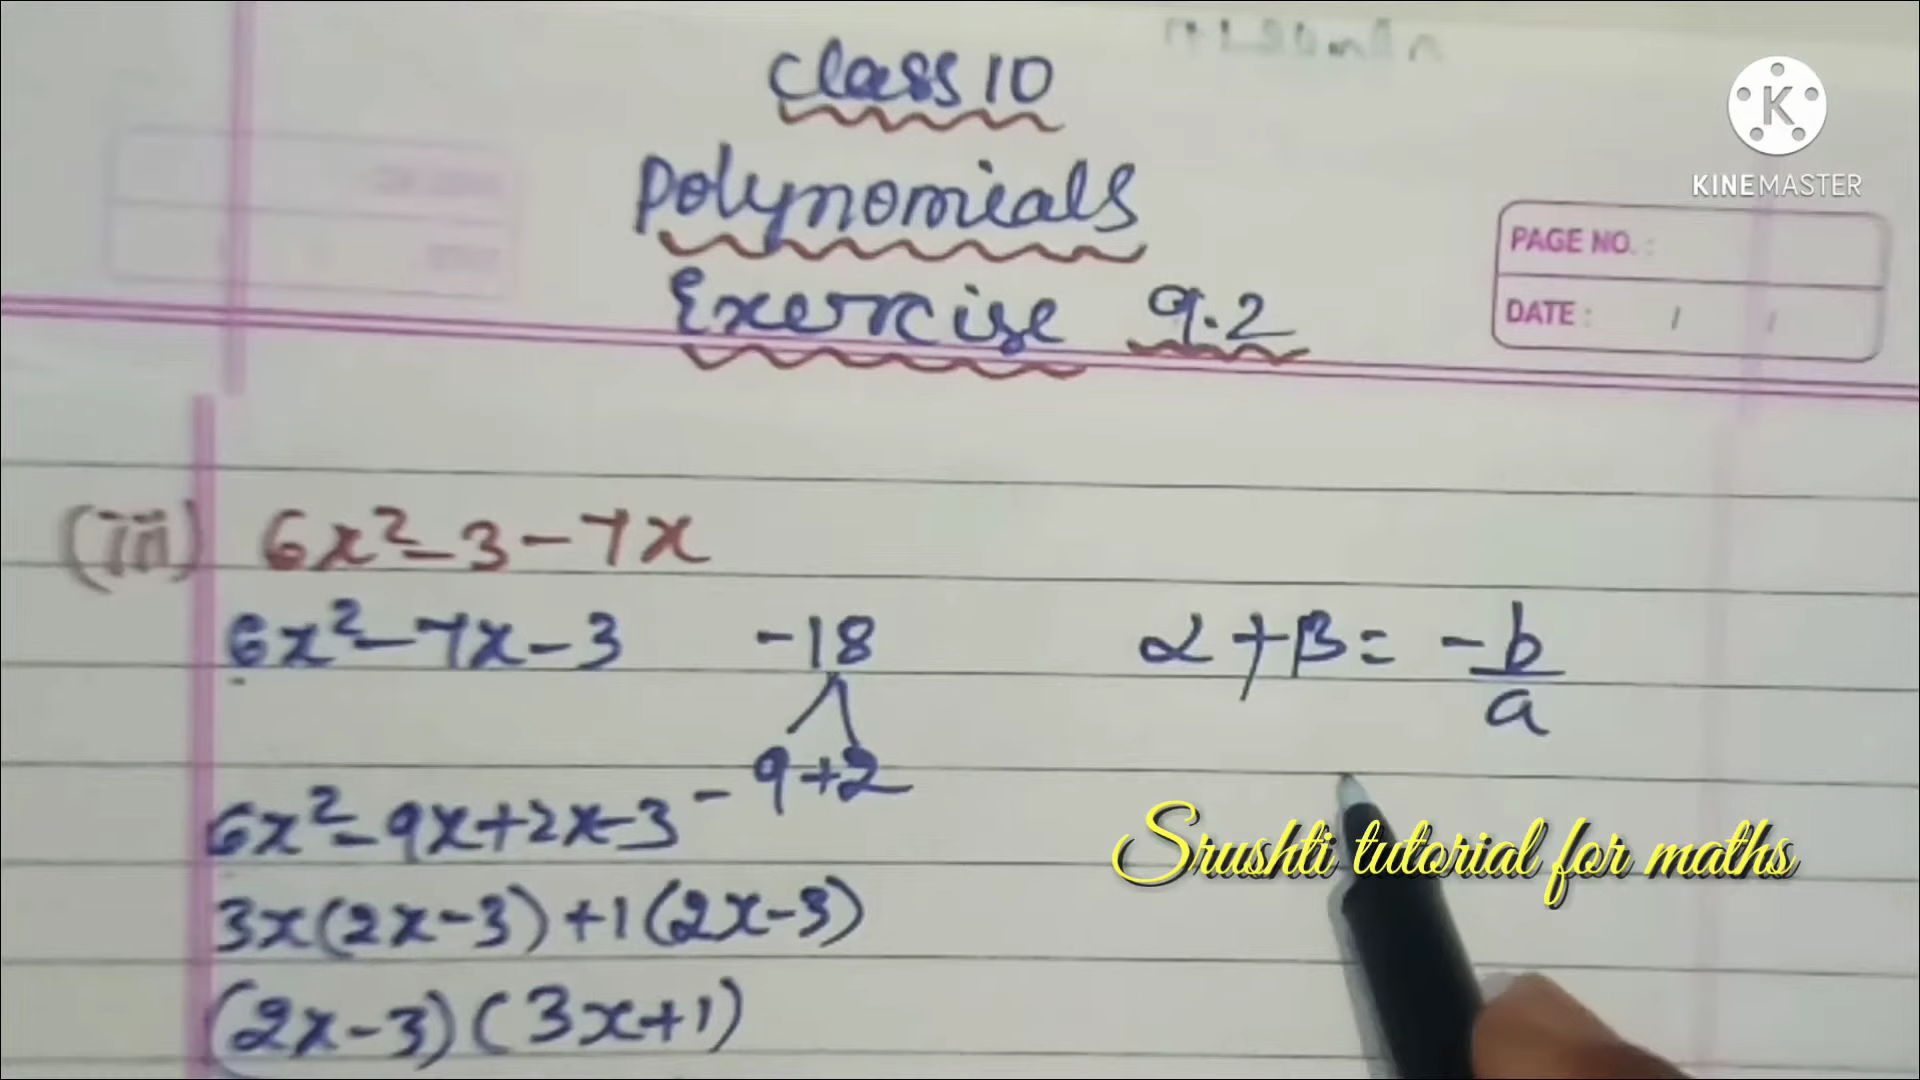 Class 10
Polynomials
Exercise 9.2
K
KINEMASTER
PAGE NO. :
DATE : / /
(iii) 6x² - 3 - 7x
6x² - 7x - 3
-18
-9 + 2
6x² - 9x + 2x - 3
3x(2x - 3) + 1(2x - 3)
(2x - 3)(3x + 1)
α + β = -b/a
Srushti tutorial for maths